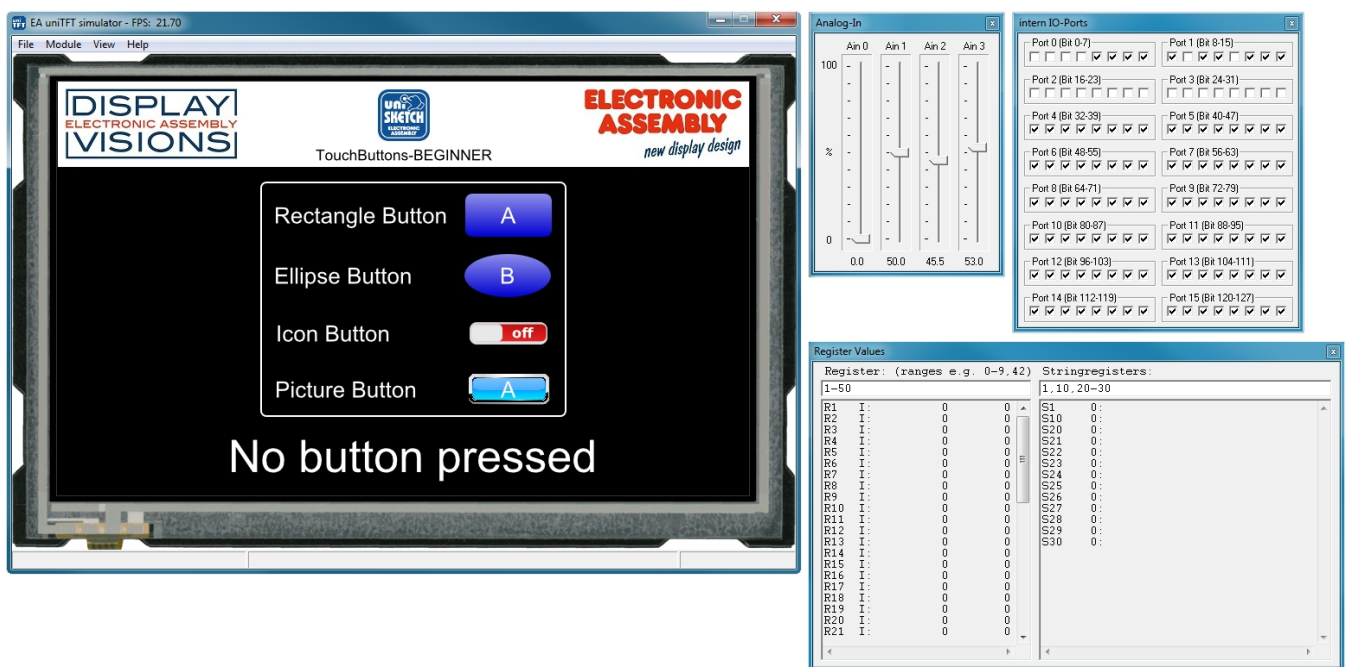 EA uniTFT simulator - FPS: 21.70
File Module View Help
DISPLAY
ELECTRONIC ASSEMBLY
VISIONS
uni
SKETCH
ELECTRONIC
ASSEMBLY
TouchButtons-BEGINNER
ELECTRONIC
ASSEMBLY
new display design
Rectangle Button A
Ellipse Button B
Icon Button off
Picture Button A
No button pressed
Analog-In
Ain 0 Ain 1 Ain 2 Ain 3
100
%
0
0.0 50.0 45.5 53.0
intern IO-Ports
Port 0 (Bit 0-7) Port 1 (Bit 8-15)
Port 2 (Bit 16-23) Port 3 (Bit 24-31)
Port 4 (Bit 32-39) Port 5 (Bit 40-47)
Port 6 (Bit 48-55) Port 7 (Bit 56-63)
Port 8 (Bit 64-71) Port 9 (Bit 72-79)
Port 10 (Bit 80-87) Port 11 (Bit 88-95)
Port 12 (Bit 96-103) Port 13 (Bit 104-111)
Port 14 (Bit 112-119) Port 15 (Bit 120-127)
Register Values
Register: (ranges e.g. 0-9,42) Stringregisters:
1-50 1,10,20-30
R1 I: 0 0 S1 0:
R2 I: 0 0 S10 0:
R3 I: 0 0 S20 0:
R4 I: 0 0 S21 0:
R5 I: 0 0 S22 0:
R6 I: 0 0 S23 0:
R7 I: 0 0 S24 0:
R8 I: 0 0 S25 0:
R9 I: 0 0 S26 0:
R10 I: 0 0 S27 0:
R11 I: 0 0 S28 0:
R12 I: 0 0 S29 0:
R13 I: 0 0 S30 0:
R14 I: 0 0
R15 I: 0 0
R16 I: 0 0
R17 I: 0 0
R18 I: 0 0
R19 I: 0 0
R20 I: 0 0
R21 I: 0 0